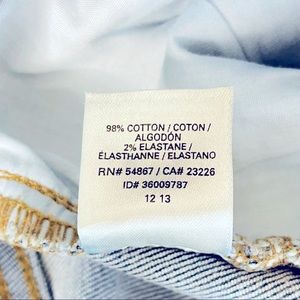 98% COTTON / COTON /
ALGODÓN
2% ELASTANE /
ÉLASTHANNE / ELASTANO
RN# 54867 / CA# 23226
ID# 36009787
12 13